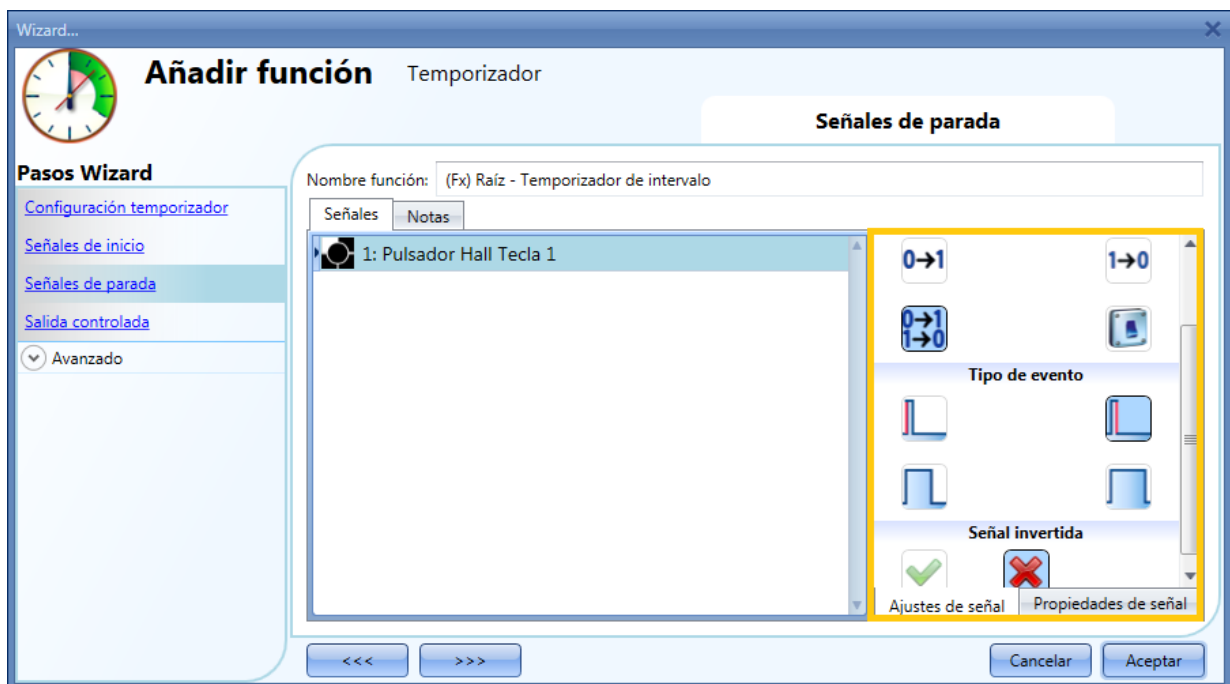 Wizard...
Añadir función
Temporizador
Señales de parada
Pasos Wizard
Configuración temporizador
Señales de inicio
Señales de parada
Salida controlada
Avanzado
Nombre función:
(Fx) Raíz - Temporizador de intervalo
Señales
Notas
1: Pulsador Hall Tecla 1
0→1
1→0
0→1
1→0
Tipo de evento
Señal invertida
Ajustes de señal
Propiedades de señal
<<<
>>>
Cancelar
Aceptar